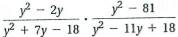 y² − 2y / y² + 7y − 18 · y² − 81 / y² − 11y + 18